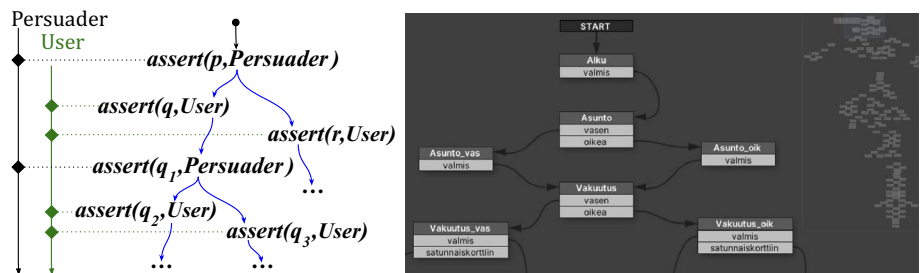 Persuader
User
assert(p,Persuader)
assert(q,User)
assert(r,User)
assert(q1,Persuader)
...
assert(q2,User)
assert(q3,User)
...
...
START
Alku
valmis
Asunto
vasen
oikea
Asunto_vas
valmis
Asunto_oik
valmis
Vakuutus
vasen
oikea
Vakuutus_vas
valmis
satunnaiskorttiin
Vakuutus_oik
valmis
satunnaiskorttiin